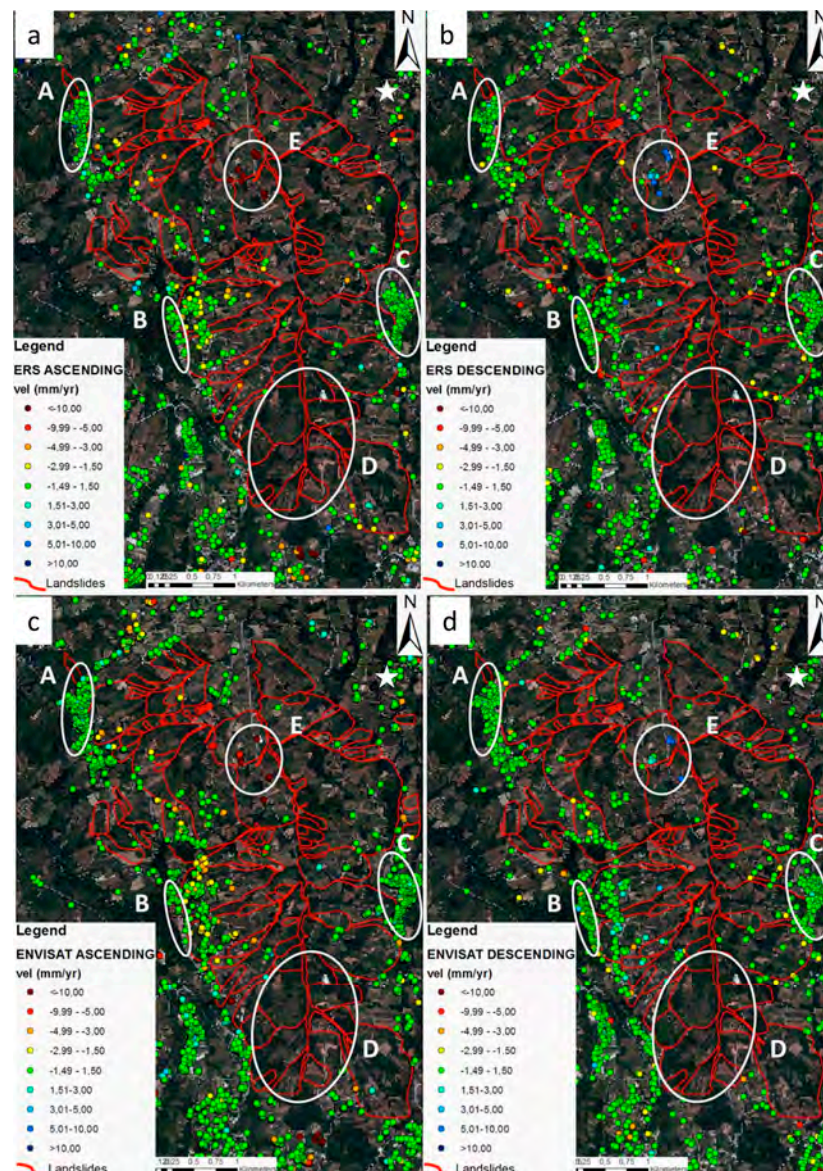 a
N
A
E
C
B
D
Legend
ERS ASCENDING
vel (mm/yr)
<-10,00
-9,99 - -5,00
-4,99 - -3,00
-2,99 - -1,50
-1,49 - 1,50
1,51-3,00
3,01-5,00
5,01-10,00
>10,00
Landslides
0,75
1
Kilometers
b
N
A
E
C
B
D
Legend
ERS DESCENDING
vel (mm/yr)
<-10,00
-9,99 - -5,00
-4,99 - -3,00
-2,99 - -1,50
-1,49 - 1,50
1,51-3,00
3,01-5,00
5,01-10,00
>10,00
Landslides
0,75
1
Kilometers
c
N
A
E
C
B
D
Legend
ENVISAT ASCENDING
vel (mm/yr)
<-10,00
-9,99 - -5,00
-4,99 - -3,00
-2,99 - -1,50
-1,49 - 1,50
1,51-3,00
3,01-5,00
5,01-10,00
>10,00
Landslides
d
N
A
E
C
B
D
Legend
ENVISAT DESCENDING
vel (mm/yr)
<-10,00
-9,99 - -5,00
-4,99 - -3,00
-2,99 - -1,50
-1,49 - 1,50
1,51-3,00
3,01-5,00
5,01-10,00
>10,00
Landslides